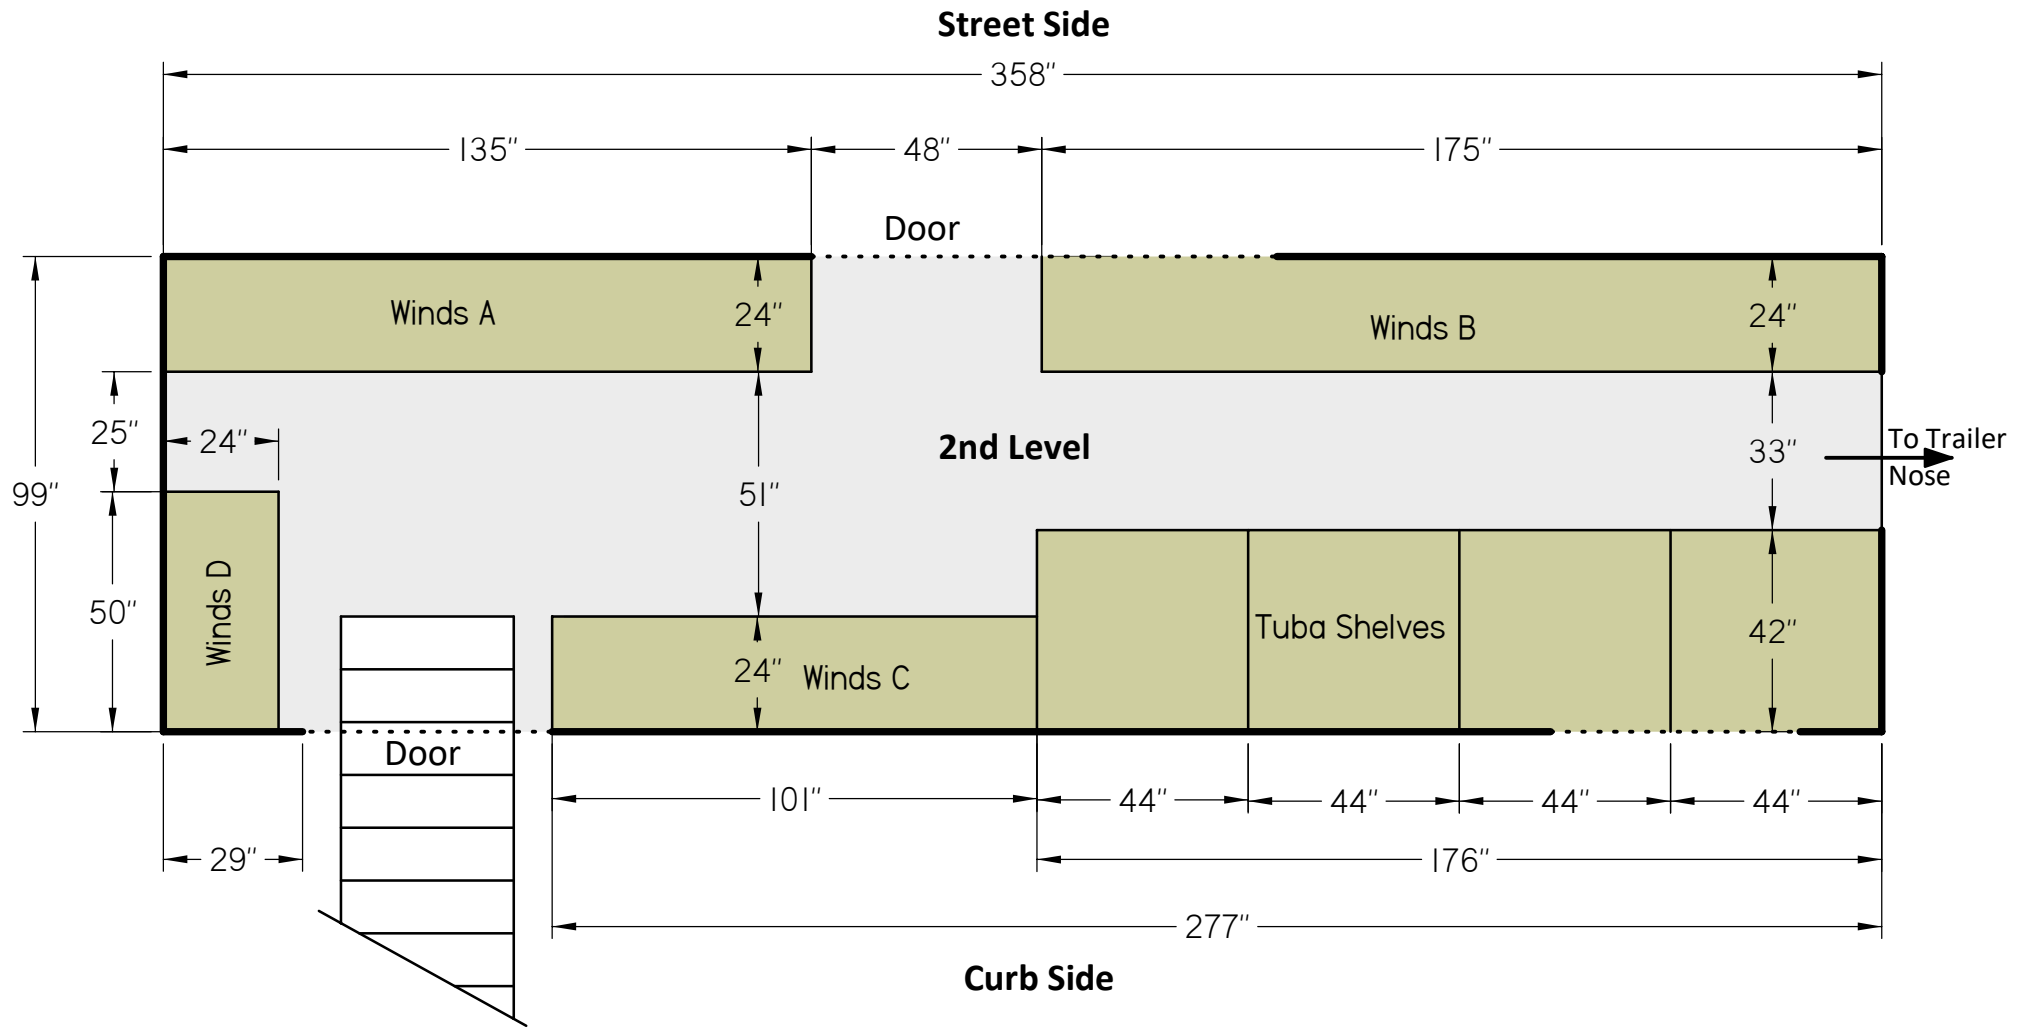 Street Side
358"
135"
48"
175"
Door
Winds A
24"
Winds B
24"
25"
24"
2nd Level
33"
To Trailer
Nose
99"
51"
50"
Winds D
24"
Winds C
Tuba Shelves
42"
Door
101"
44"
44"
44"
44"
29"
176"
277"
Curb Side